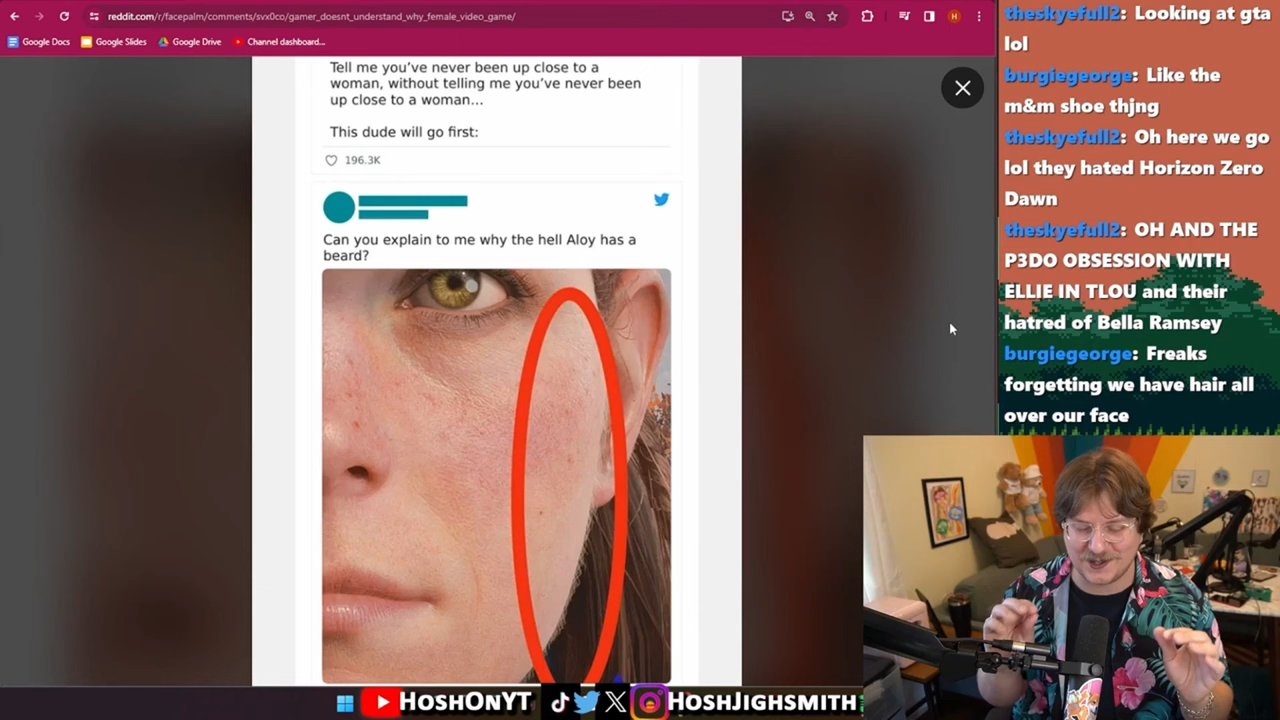 reddit.com/r/facepalm/comments/svx0co/gamer_doesnt_understand_why_female_video_game/
H
Google Docs
Google Slides
Google Drive
Channel dashboard...
Tell me you've never been up close to a
woman, without telling me you've never been
up close to a woman...
This dude will go first:
196.3K
Can you explain to me why the hell Aloy has a
beard?
theskyefull2: Looking at gta
lol
burgiegeorge: Like the
m&m shoe thjng
theskyefull2: Oh here we go
lol they hated Horizon Zero
Dawn
theskyefull2: OH AND THE
P3DO OBSESSION WITH
ELLIE IN TLOU and their
hatred of Bella Ramsey
burgiegeorge: Freaks
forgetting we have hair all
over our face
HoshOnYT
HoshJighsmith